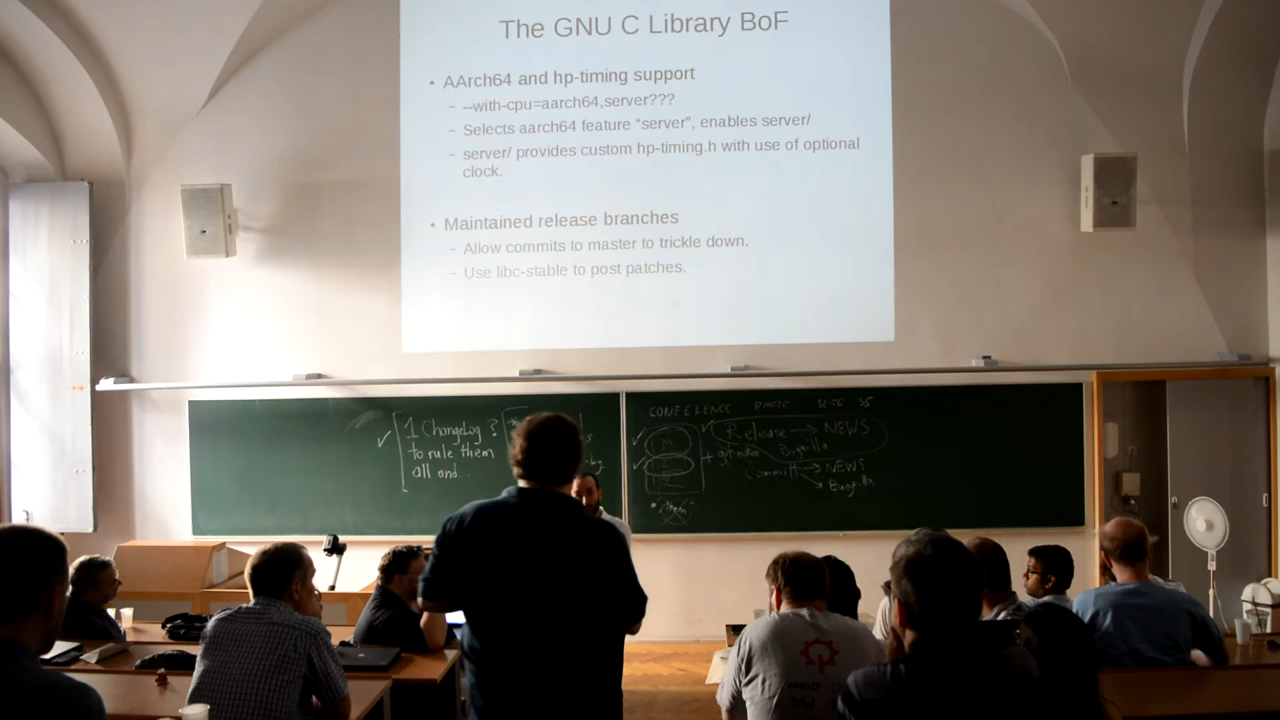 The GNU C Library BoF
• AArch64 and hp-timing support
– --with-cpu=aarch64,server???
– Selects aarch64 feature “server”, enables server/
– server/ provides custom hp-timing.h with use of optional
clock.
• Maintained release branches
– Allow commits to master to trickle down.
– Use libc-stable to post patches.
1 ChangeLog ?
to rule them
all and..
CONFERENCE
Release → NEWS
Bugzilla
Commit → NEWS
→ Bugzilla